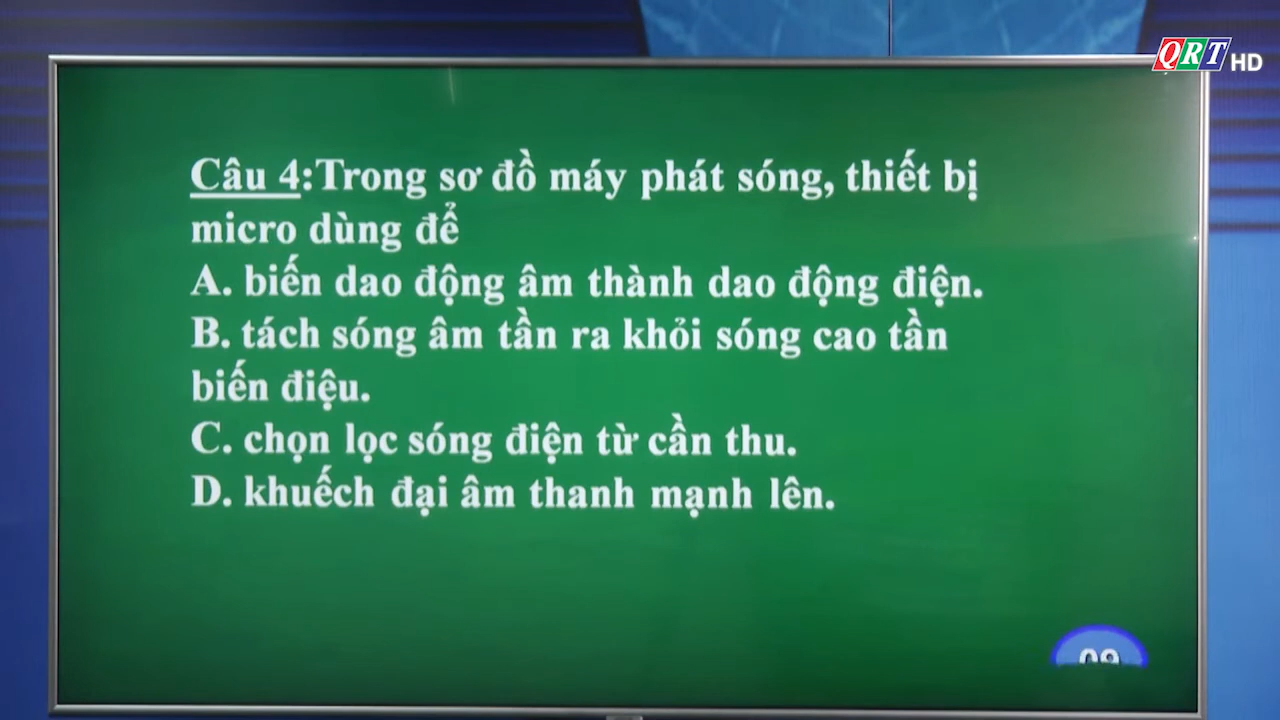 QRT HD
Câu 4:Trong sơ đồ máy phát sóng, thiết bị
micro dùng để
A. biến dao động âm thành dao động điện.
B. tách sóng âm tần ra khỏi sóng cao tần
biến điệu.
C. chọn lọc sóng điện từ cần thu.
D. khuếch đại âm thanh mạnh lên.